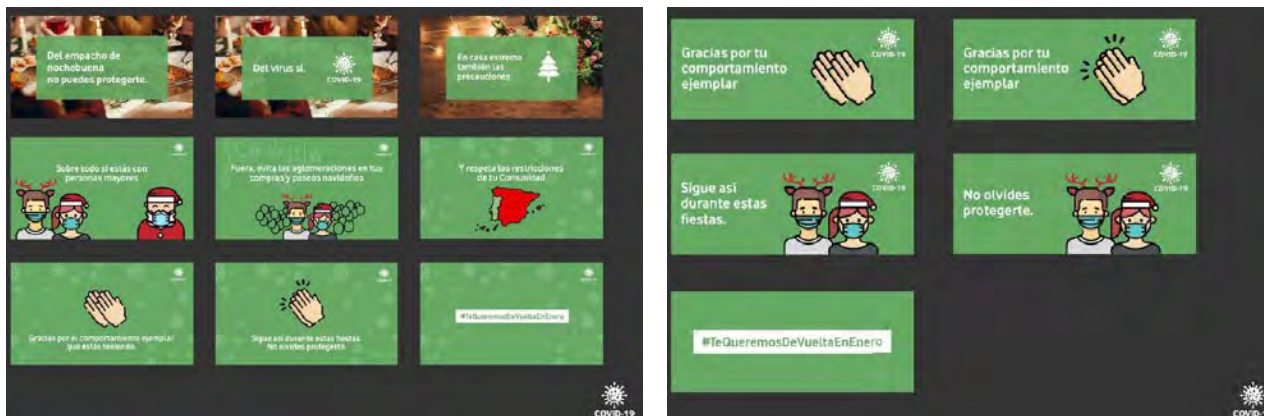 Del empacho de
nochebuena
no puedes protegerte.
Del virus sí.
COVID-19
En casa extrema
también las
precauciones
Sobre todo si estás con
personas mayores
Fuera, evita las aglomeraciones en tus
compras y paseos navideños
Y respeta las restricciones
de tu Comunidad
Gracias por el comportamiento ejemplar
que estás teniendo.
Sigue así durante estas fiestas.
No olvides protegerte.
#TeQueremosDeVueltaEnEnero
COVID-19
Gracias por tu
comportamiento
ejemplar
COVID-19
Gracias por tu
comportamiento
ejemplar
COVID-19
Sigue así
durante estas
fiestas.
COVID-19
No olvides
protegerte.
COVID-19
#TeQueremosDeVueltaEnEnero